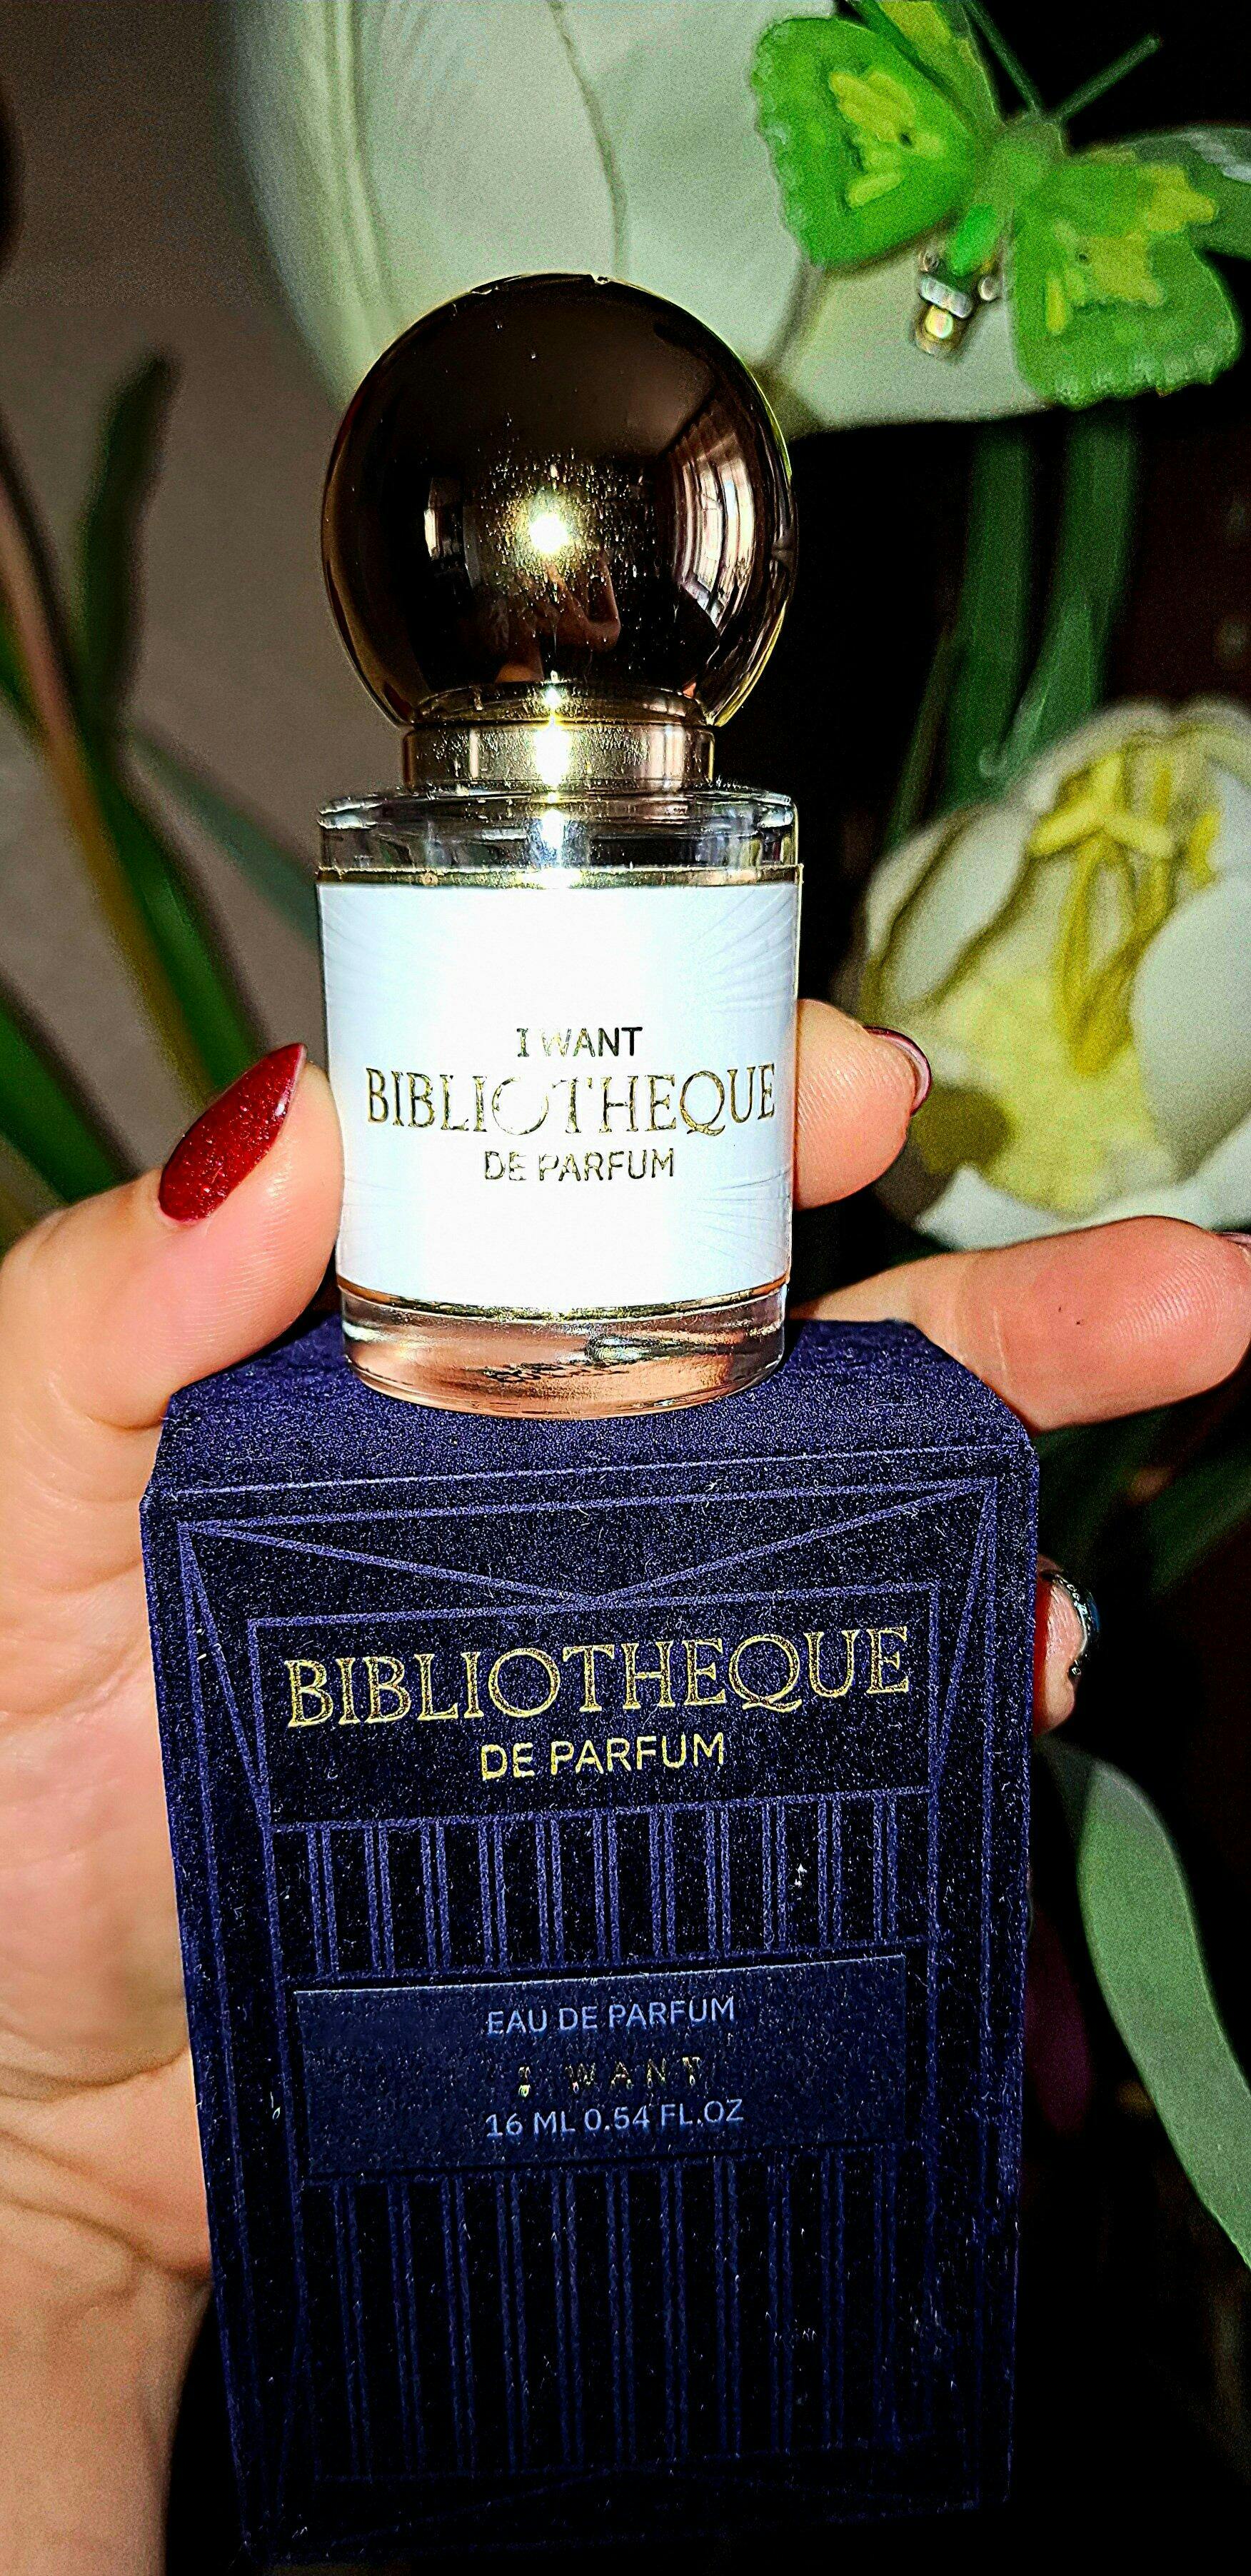 I WANT
BIBLIOTHEQUE
DE PARFUM
BIBLIOTHEQUE
DE PARFUM
EAU DE PARFUM
I WANT
16 ML 0.54 FL.OZ